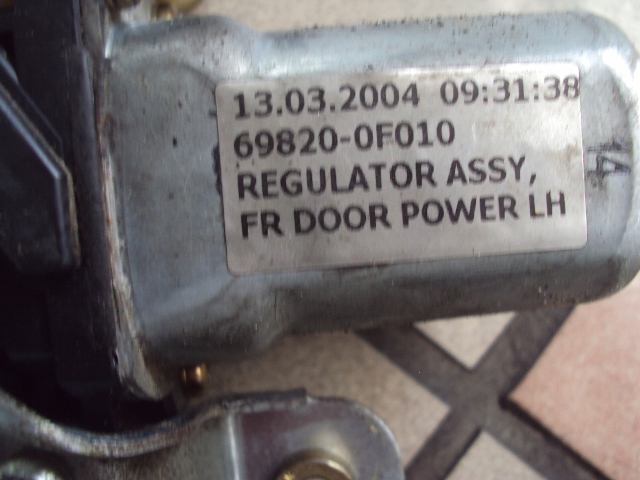 13.03.2004 09:31:38
69820-0F010
REGULATOR ASSY,
FR DOOR POWER LH